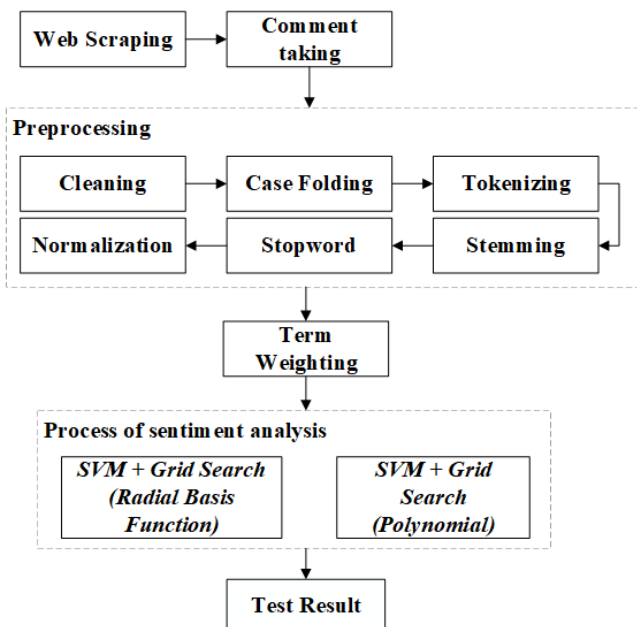 Web Scraping
Comment
taking
Preprocessing
Cleaning
Case Folding
Tokenizing
Normalization
Stopword
Stemming
Term
Weighting
Process of sentiment analysis
SVM + Grid Search
(Radial Basis
Function)
SVM + Grid
Search
(Polynomial)
Test Result